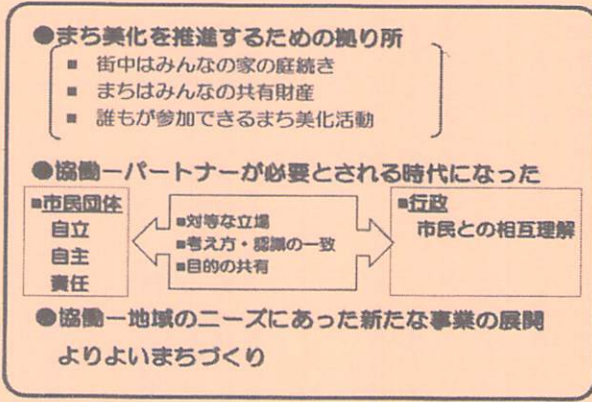 ●まち美化を推進するための拠り所
■ 街中はみんなの家の庭続き
■ まちはみんなの共有財産
■ 誰もが参加できるまち美化活動
●協働ーパートナーが必要とされる時代になった
■市民団体
自立
自主
責任
■対等な立場
■考え方・認識の一致
■目的の共有
■行政
市民との相互理解
●協働ー地域のニーズにあった新たな事業の展開
よりよいまちづくり